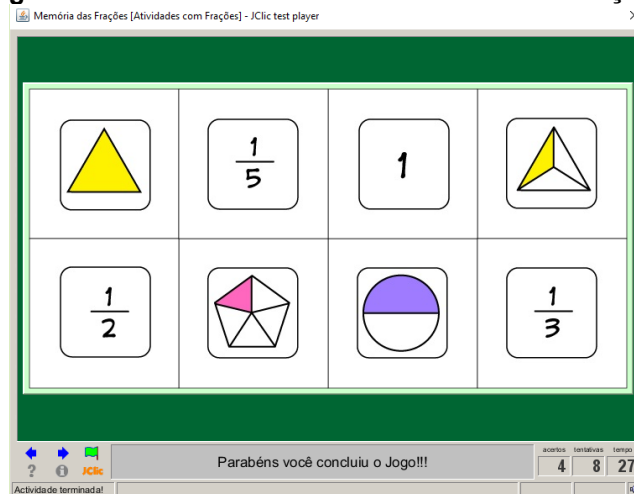 Memória das Frações [Atividades com Frações] - JClic test player
1
5
1
1
2
1
3
JClic
Parabéns você concluiu o Jogo!!!
acertos tentativas tempo
4 8 27
Actividade terminada!